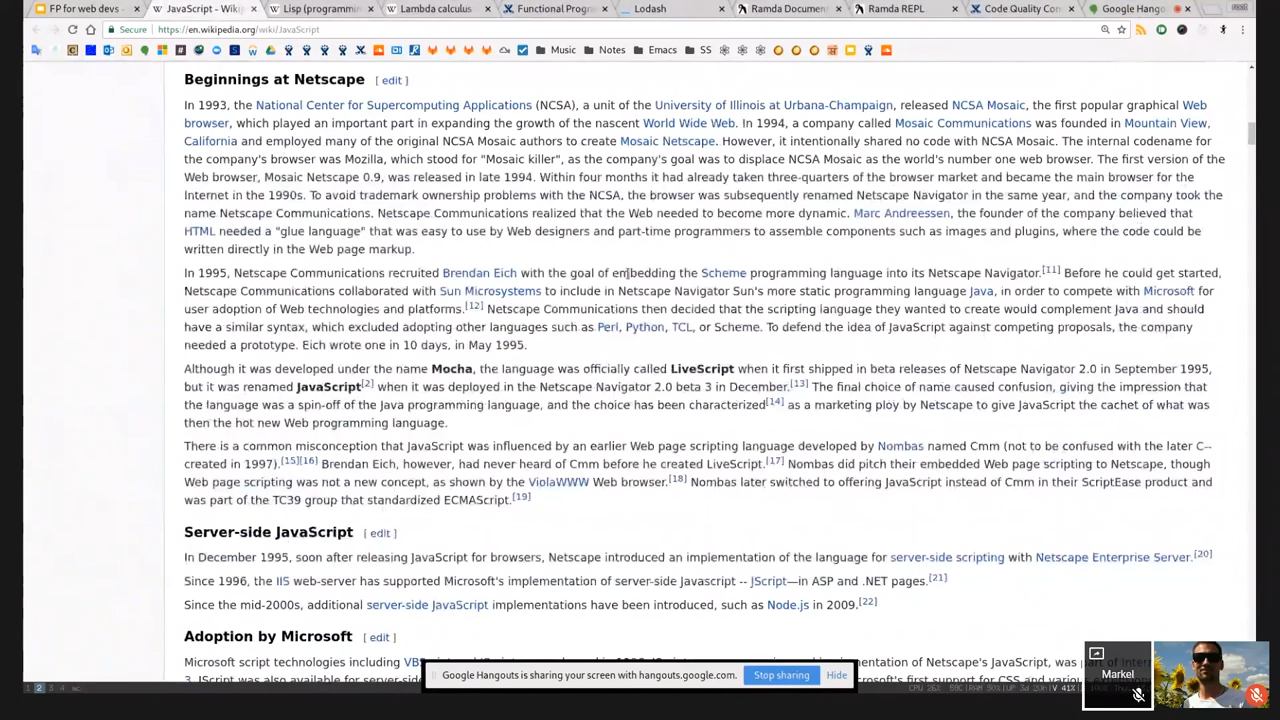 FP for web devs -
JavaScript - Wiki
Lisp (programmin
Lambda calculus
Functional Progr
Lodash
Ramda Document
Ramda REPL
Code Quality Con
Google Hango
root
Secure
https://en.wikipedia.org/wiki/JavaScript
Music
Notes
Emacs
SS
Beginnings at Netscape [ edit ]
In 1993, the National Center for Supercomputing Applications (NCSA), a unit of the University of Illinois at Urbana-Champaign, released NCSA Mosaic, the first popular graphical Web
browser, which played an important part in expanding the growth of the nascent World Wide Web. In 1994, a company called Mosaic Communications was founded in Mountain View,
California and employed many of the original NCSA Mosaic authors to create Mosaic Netscape. However, it intentionally shared no code with NCSA Mosaic. The internal codename for
the company's browser was Mozilla, which stood for "Mosaic killer", as the company's goal was to displace NCSA Mosaic as the world's number one web browser. The first version of the
Web browser, Mosaic Netscape 0.9, was released in late 1994. Within four months it had already taken three-quarters of the browser market and became the main browser for the
Internet in the 1990s. To avoid trademark ownership problems with the NCSA, the browser was subsequently renamed Netscape Navigator in the same year, and the company took the
name Netscape Communications. Netscape Communications realized that the Web needed to become more dynamic. Marc Andreessen, the founder of the company believed that
HTML needed a "glue language" that was easy to use by Web designers and part-time programmers to assemble components such as images and plugins, where the code could be
written directly in the Web page markup.
In 1995, Netscape Communications recruited Brendan Eich with the goal of embedding the Scheme programming language into its Netscape Navigator.[11] Before he could get started,
Netscape Communications collaborated with Sun Microsystems to include in Netscape Navigator Sun's more static programming language Java, in order to compete with Microsoft for
user adoption of Web technologies and platforms.[12] Netscape Communications then decided that the scripting language they wanted to create would complement Java and should
have a similar syntax, which excluded adopting other languages such as Perl, Python, TCL, or Scheme. To defend the idea of JavaScript against competing proposals, the company
needed a prototype. Eich wrote one in 10 days, in May 1995.
Although it was developed under the name Mocha, the language was officially called LiveScript when it first shipped in beta releases of Netscape Navigator 2.0 in September 1995,
but it was renamed JavaScript[2] when it was deployed in the Netscape Navigator 2.0 beta 3 in December.[13] The final choice of name caused confusion, giving the impression that
the language was a spin-off of the Java programming language, and the choice has been characterized[14] as a marketing ploy by Netscape to give JavaScript the cachet of what was
then the hot new Web programming language.
There is a common misconception that JavaScript was influenced by an earlier Web page scripting language developed by Nombas named Cmm (not to be confused with the later C--
created in 1997).[15][16] Brendan Eich, however, had never heard of Cmm before he created LiveScript.[17] Nombas did pitch their embedded Web page scripting to Netscape, though
Web page scripting was not a new concept, as shown by the ViolaWWW Web browser.[18] Nombas later switched to offering JavaScript instead of Cmm in their ScriptEase product and
was part of the TC39 group that standardized ECMAScript.[19]
Server-side JavaScript [ edit ]
In December 1995, soon after releasing JavaScript for browsers, Netscape introduced an implementation of the language for server-side scripting with Netscape Enterprise Server.[20]
Since 1996, the IIS web-server has supported Microsoft's implementation of server-side Javascript -- JScript—in ASP and .NET pages.[21]
Since the mid-2000s, additional server-side JavaScript implementations have been introduced, such as Node.js in 2009.[22]
Adoption by Microsoft [ edit ]
Microsoft script technologies including
Google Hangouts is sharing your screen with hangouts.google.com.
Stop sharing
Hide
Markel
1 2 3 4